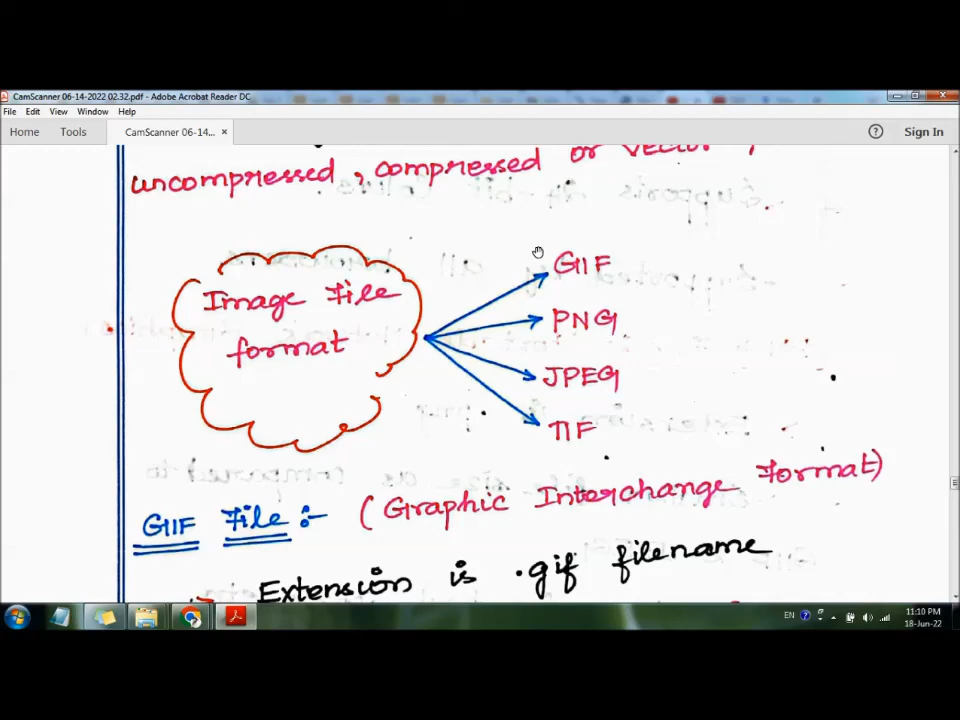 CamScanner 06-14-2022 02.32.pdf - Adobe Acrobat Reader DC
File Edit View Window Help
Home Tools CamScanner 06-14... × ? Sign In
uncompressed, compressed or vector,
Image File
format
GIF
PNG
JPEG
TIF
GIF File :- (Graphic Interchange Format)
Extension is .gif filename
EN 11:10 PM
18-Jun-22